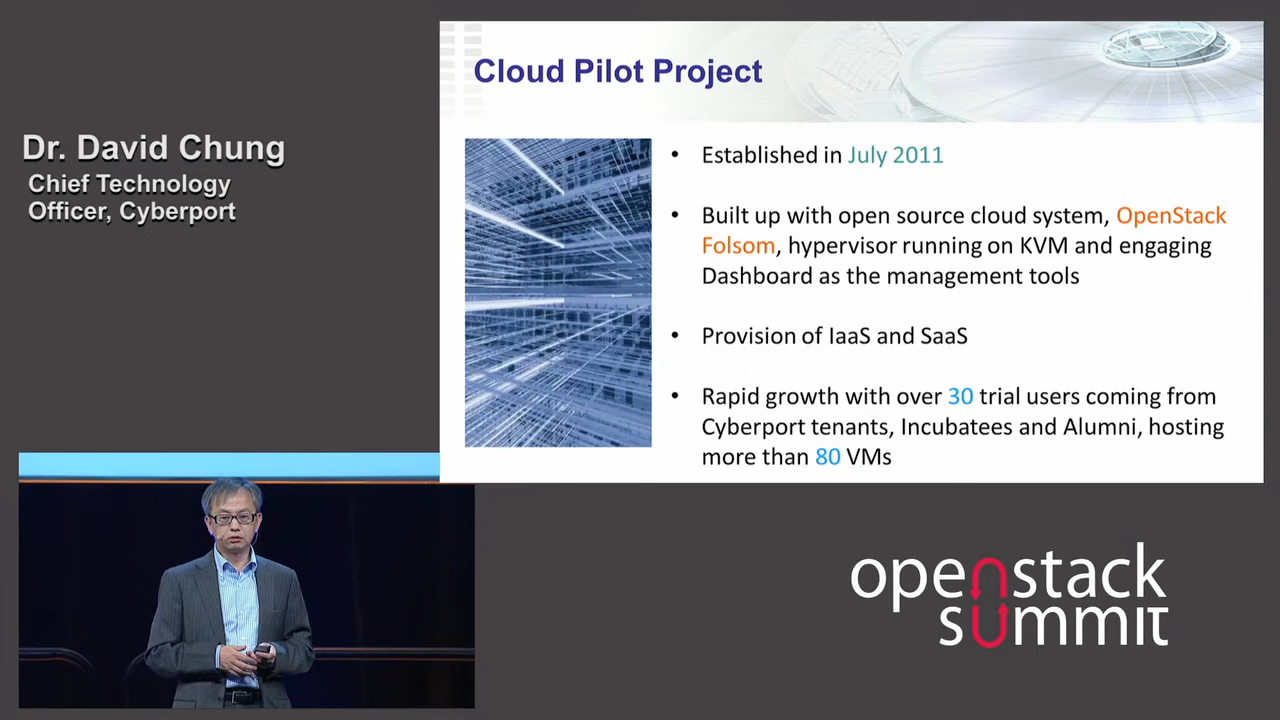 Dr. David Chung
Chief Technology
Officer, Cyberport
Cloud Pilot Project
• Established in July 2011
• Built up with open source cloud system, OpenStack
Folsom, hypervisor running on KVM and engaging
Dashboard as the management tools
• Provision of IaaS and SaaS
• Rapid growth with over 30 trial users coming from
Cyberport tenants, Incubatees and Alumni, hosting
more than 80 VMs
openstack
summit